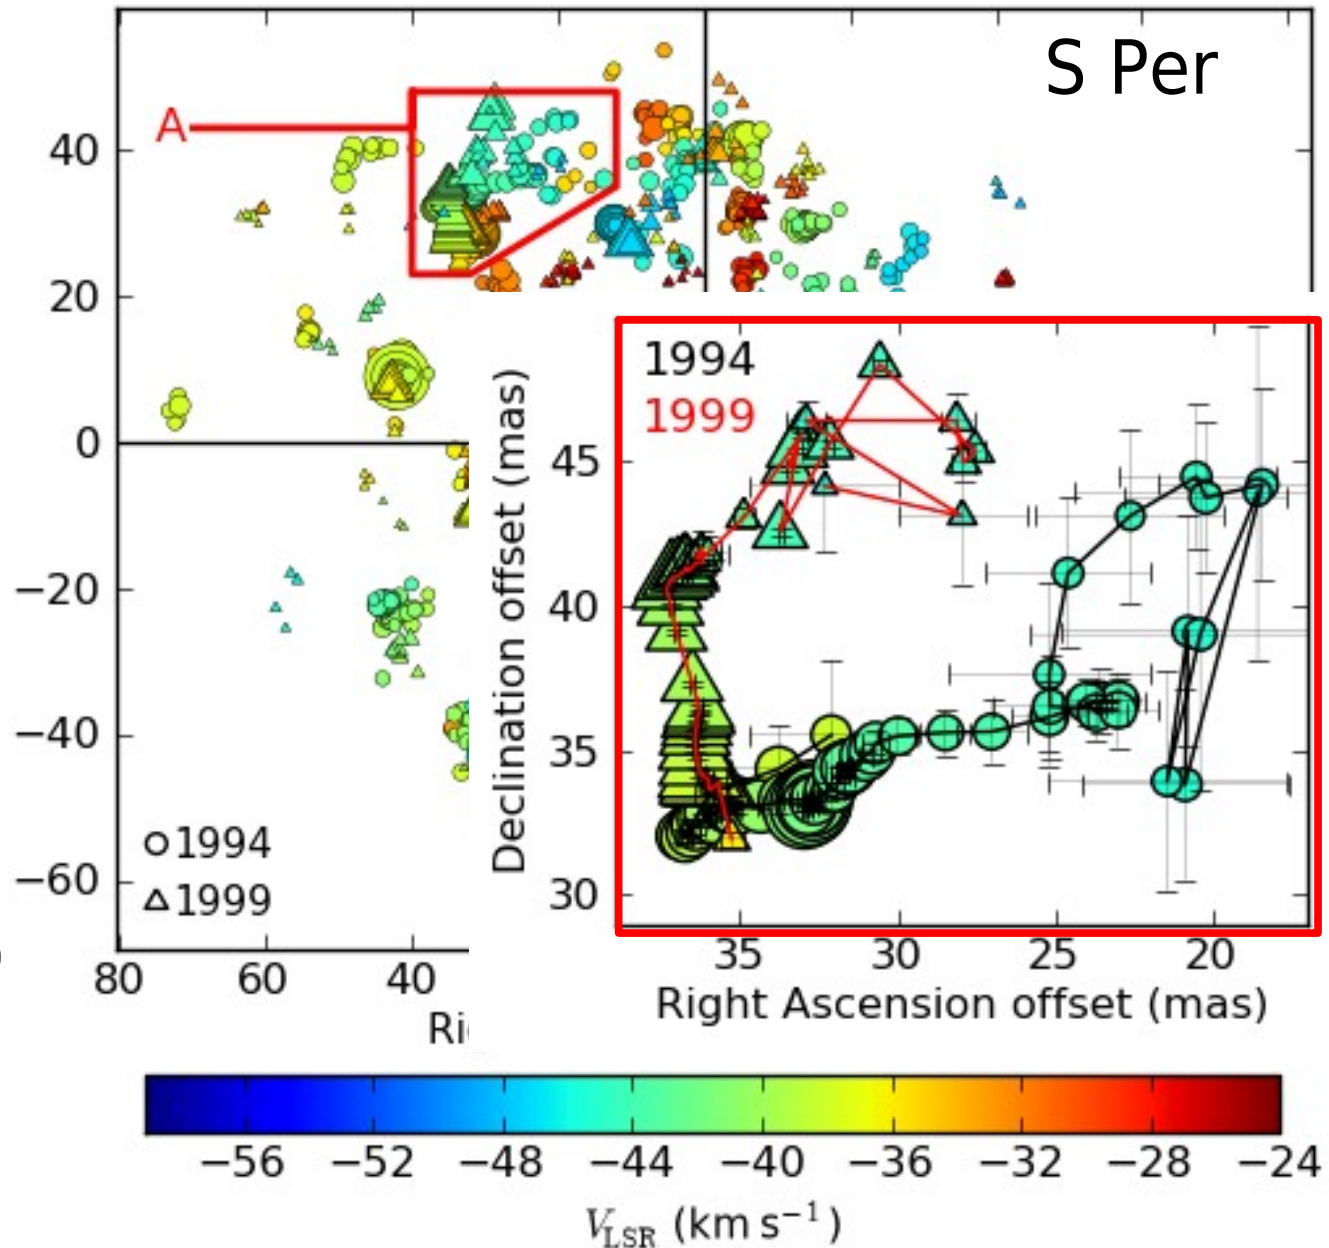 S Per
A
40
20
0
−20
−40
−60
○ 1994
△ 1999
80 60 40
Ri
1994
1999
Declination offset (mas)
45
40
35
30
35 30 25 20
Right Ascension offset (mas)
−56 −52 −48 −44 −40 −36 −32 −28 −24
V_LSR (km s⁻¹)